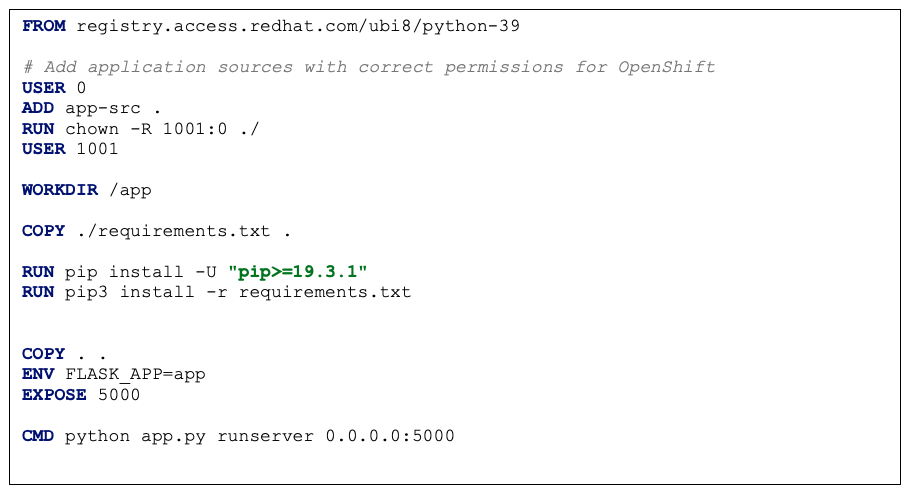 FROM registry.access.redhat.com/ubi8/python-39
# Add application sources with correct permissions for OpenShift
USER 0
ADD app-src .
RUN chown -R 1001:0 ./
USER 1001
WORKDIR /app
COPY ./requirements.txt .
RUN pip install -U "pip>=19.3.1"
RUN pip3 install -r requirements.txt
COPY . .
ENV FLASK_APP=app
EXPOSE 5000
CMD python app.py runserver 0.0.0.0:5000